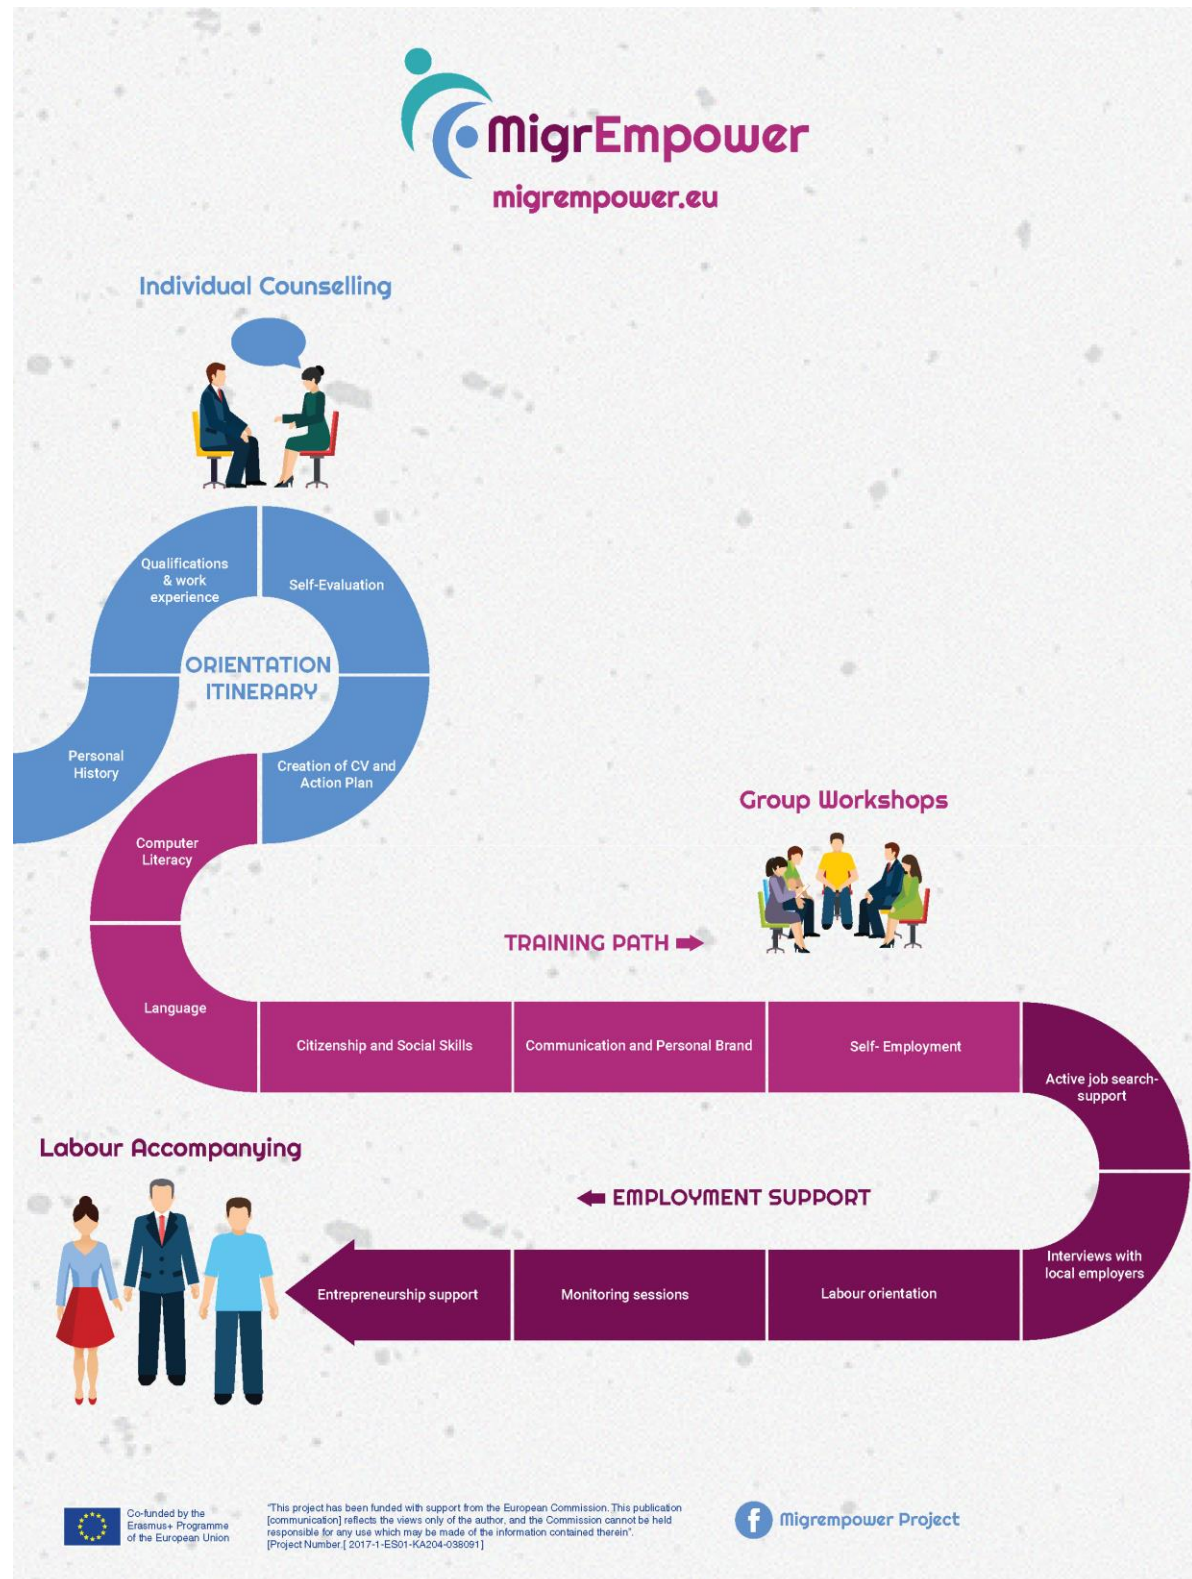 MigrEmpower
migrempower.eu
Individual Counselling
Qualifications
& work
experience
Self-Evaluation
ORIENTATION
ITINERARY
Personal
History
Creation of CV and
Action Plan
Computer
Literacy
Language
Group Workshops
TRAINING PATH
Citizenship and Social Skills
Communication and Personal Brand
Self- Employment
Active job search-
support
Interviews with
local employers
Labour Accompanying
EMPLOYMENT SUPPORT
Labour orientation
Monitoring sessions
Entrepreneurship support
Co-funded by the
Erasmus+ Programme
of the European Union
"This project has been funded with support from the European Commission. This publication
[communication] reflects the views only of the author, and the Commission cannot be held
responsible for any use which may be made of the information contained therein".
[Project Number.[ 2017-1-ES01-KA204-038091]
f
Migrempower Project